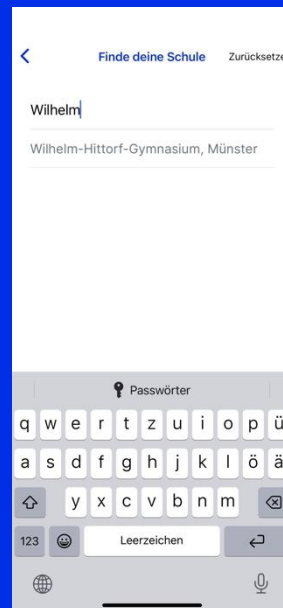 Finde deine Schule
Zurücksetze
Wilhelm
Wilhelm-Hittorf-Gymnasium, Münster
Passwörter
q w e r t z u i o p ü
a s d f g h j k l ö ä
y x c v b n m
123 Leerzeichen